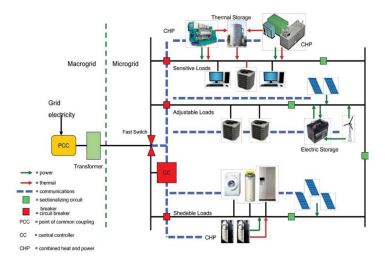 Thermal Storage
CHP
CHP
Macrogrid
Microgrid
Sensitive Loads
Grid
electricity
Adjustable Loads
Fast Switch
PCC
Electric Storage
Transformer
CC
= power
= thermal
= communications
= sectionalizing circuit
breaker
= circuit breaker
PCC = point of common coupling
Shedable Loads
CC = central controller
CHP
CHP = combined heat and power